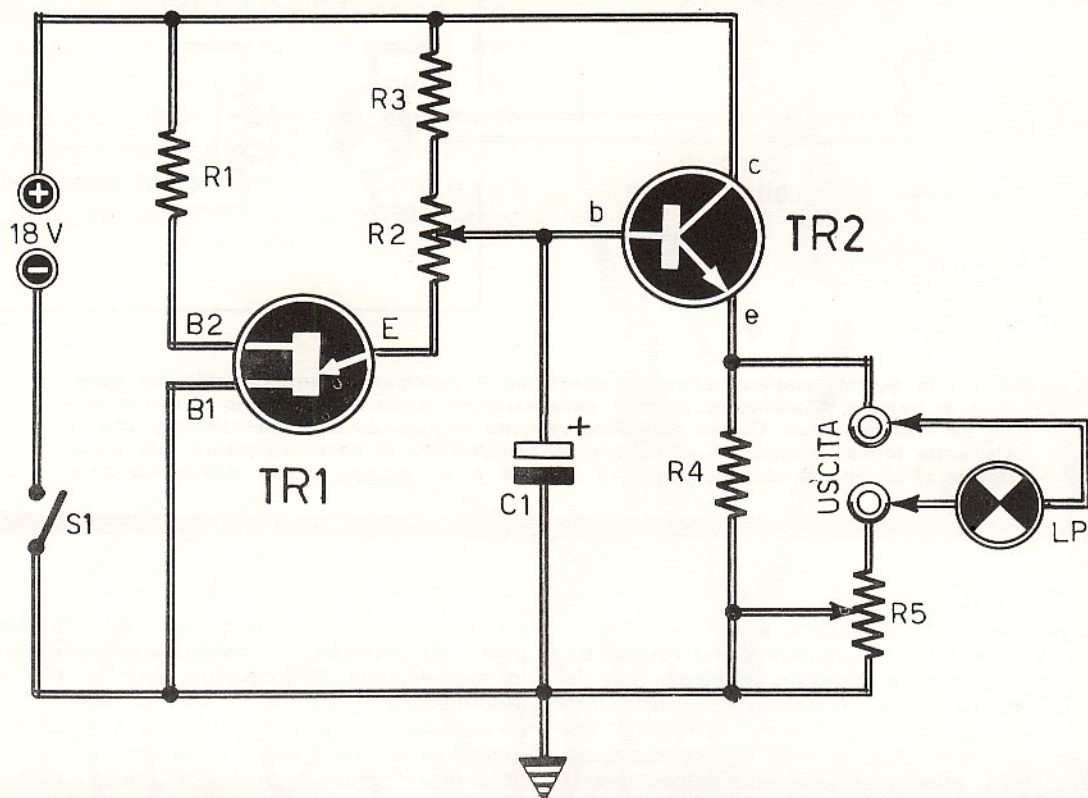 R3
c
R1
+
18 V
−
R2
b
TR2
B2
E
e
B1
+
TR1
R4
USCITA
C1
S1
LP
R5